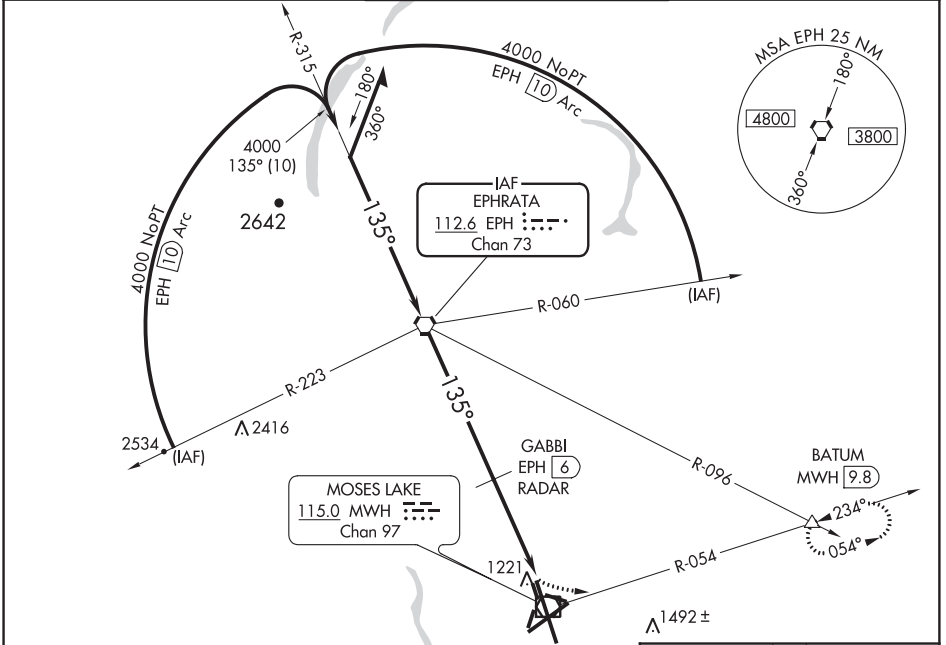 R-315
4000 NoPT
EPH 10 Arc
180°
360°
4000
135° (10)
2642
4000 NoPT
EPH 10 Arc
MSA EPH 25 NM
180°
4800
3800
360°
IAF
EPHRATA
112.6 EPH
Chan 73
135°
R-060
(IAF)
R-223
2534
(IAF)
2416
135°
GABBI
EPH 6
RADAR
R-096
BATUM
MWH 9.8
234°
054°
MOSES LAKE
115.0 MWH
Chan 97
R-054
1221
1492 ±